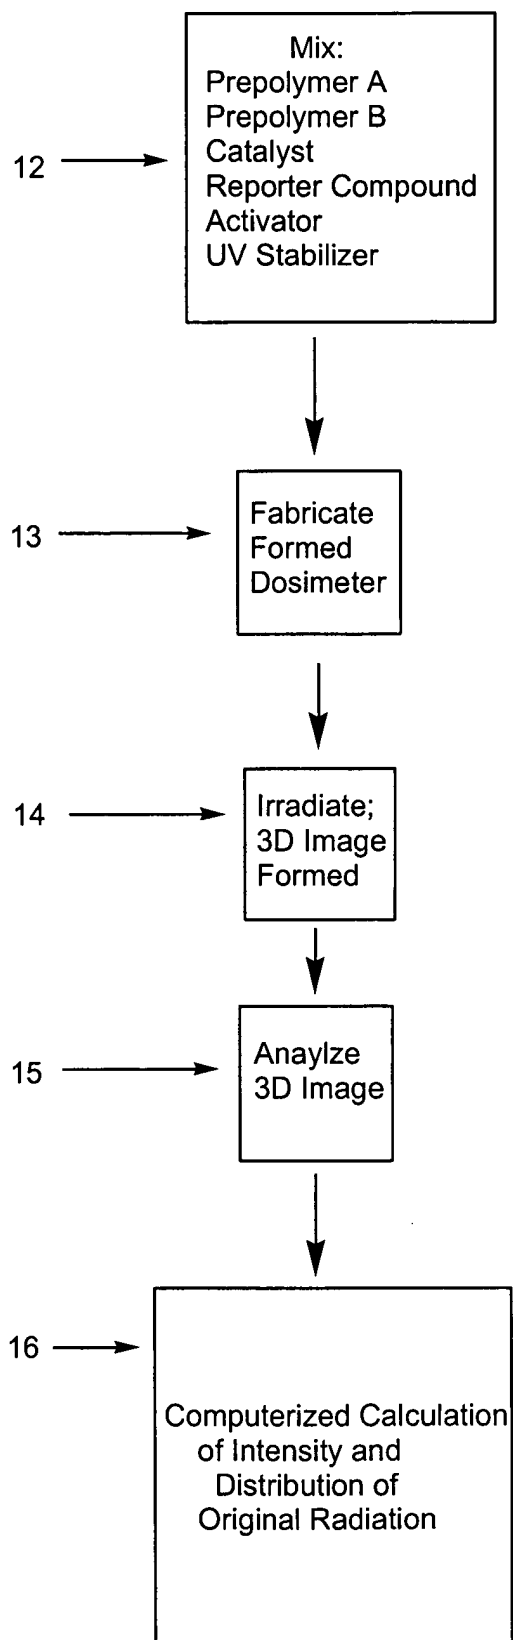 Mix:
Prepolymer A
Prepolymer B
12
Catalyst
Reporter Compound
Activator
UV Stabilizer
13
Fabricate
Formed
Dosimeter
14
Irradiate;
3D Image
Formed
15
Anaylze
3D Image
16
Computerized Calculation
of Intensity and
Distribution of
Original Radiation